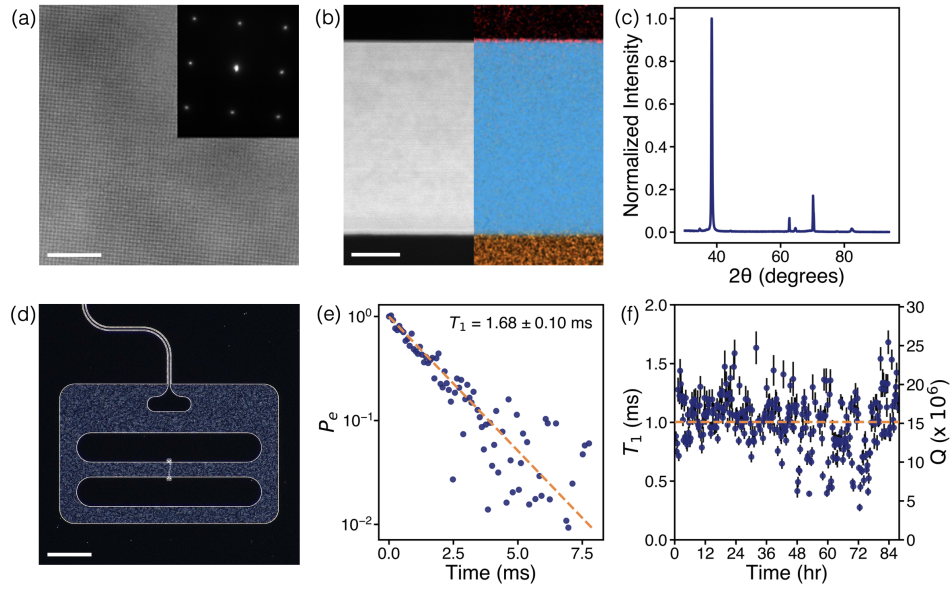 (a)
(b)
(c)
Normalized Intensity
1.0
0.8
0.6
0.4
0.2
0.0
40
60
80
2θ (degrees)
(d)
(e)
T₁ = 1.68 ± 0.10 ms
Pₑ
10⁰
10⁻¹
10⁻²
0.0
2.5
5.0
7.5
Time (ms)
(f)
T₁ (ms)
2.0
1.5
1.0
0.5
0.0
0
12
24
36
48
60
72
84
Time (hr)
30
25
20
15
10
5
0
Q (x 10⁶)